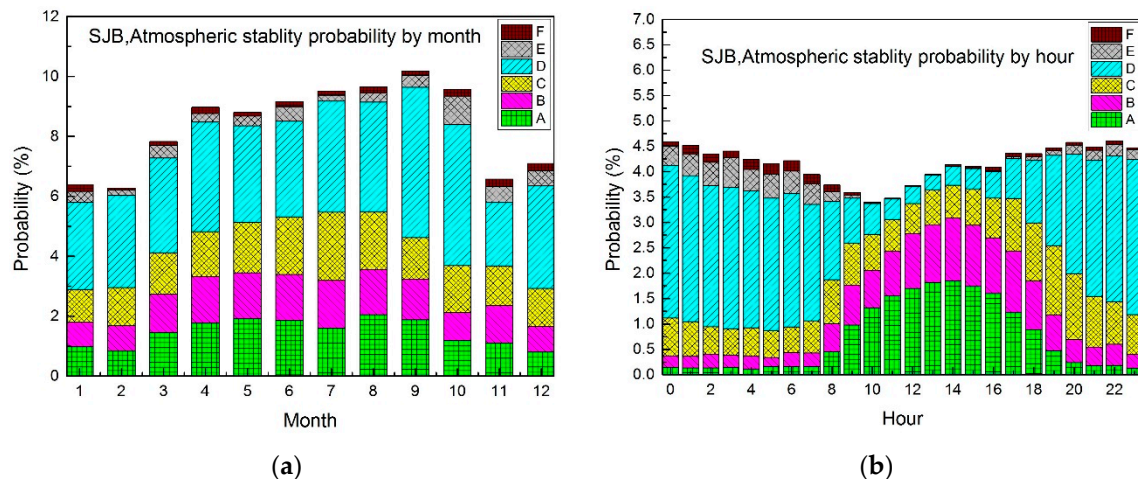 SJB,Atmospheric stablity probability by month
F
E
D
C
B
A
12
10
8
6
4
2
0
Probability (%)
1 2 3 4 5 6 7 8 9 10 11 12
Month
(a)
SJB,Atmospheric stablity probability by hour
F
E
D
C
B
A
7.0
6.5
6.0
5.5
5.0
4.5
4.0
3.5
3.0
2.5
2.0
1.5
1.0
0.5
0.0
Probability (%)
0 2 4 6 8 10 12 14 16 18 20 22
Hour
(b)